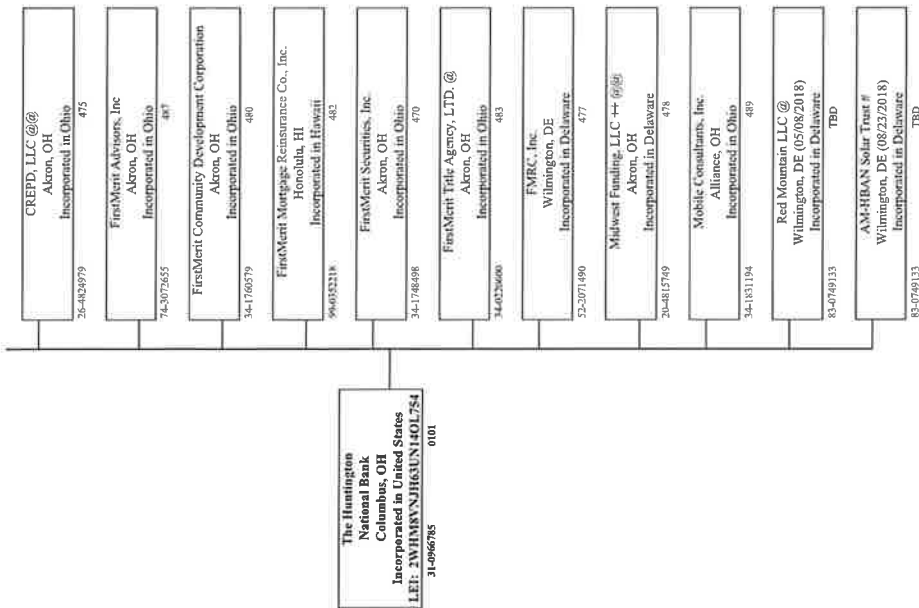 The Huntington
National Bank
Columbus, OH
Incorporated in United States
LEI: 2WHM8VNJH63UN14OL754
31-0966785 0101
CREPD, LLC @@
Akron, OH
Incorporated in Ohio
26-4824979 475
FirstMerit Advisors, Inc
Akron, OH
Incorporated in Ohio
74-3072655 487
FirstMerit Community Development Corporation
Akron, OH
Incorporated in Ohio
34-1760579 480
FirstMerit Mortgage Reinsurance Co., Inc.
Honolulu, HI
Incorporated in Hawaii
99-0352218 482
FirstMerit Securities, Inc.
Akron, OH
Incorporated in Ohio
34-1748498 470
FirstMerit Title Agency, LTD. @
Akron, OH
Incorporated in Ohio
34-0220600 483
FMRC, Inc.
Wilmington, DE
Incorporated in Delaware
52-2071490 477
Midwest Funding, LLC ++ @@
Akron, OH
Incorporated in Delaware
20-4815749 478
Mobile Consultants, Inc.
Alliance, OH
Incorporated in Ohio
34-1831194 489
Red Mountain LLC @
Wilmington, DE (05/08/2018)
Incorporated in Delaware
83-0749133 TBD
AM-HBAN Solar Trust #
Wilmington, DE (08/23/2018)
Incorporated in Delaware
83-0749133 TBD